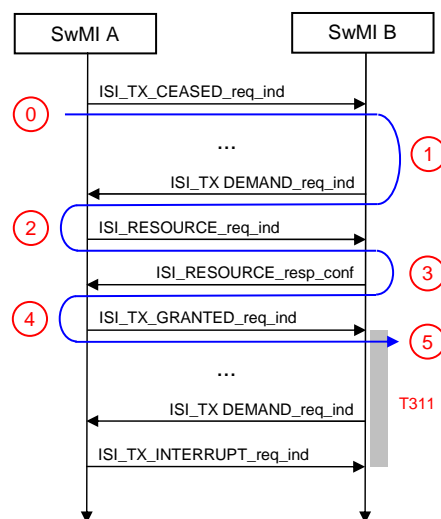 SwMI A
SwMI B
ISI_TX_CEASED_req_ind
0
...
1
ISI_TX DEMAND_req_ind
2
ISI_RESOURCE_req_ind
ISI_RESOURCE_resp_conf
3
4
ISI_TX_GRANTED_req_ind
5
...
T311
ISI_TX DEMAND_req_ind
ISI_TX_INTERRUPT_req_ind